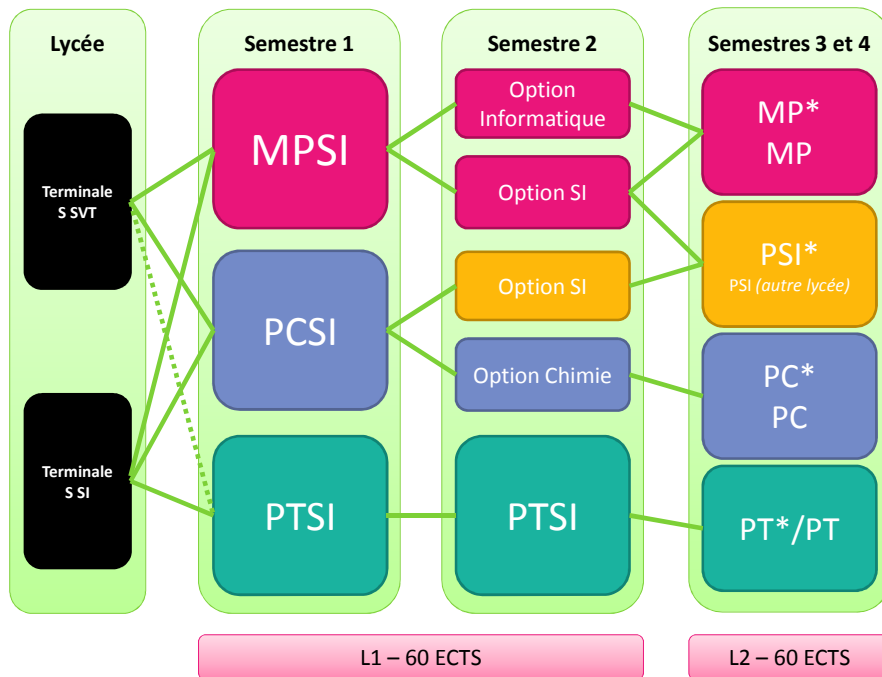 Lycée
Semestre 1
Semestre 2
Semestres 3 et 4
Terminale
S SVT
Terminale
S SI
MPSI
PCSI
PTSI
Option
Informatique
Option SI
Option SI
Option Chimie
PTSI
MP*
MP
PSI*
PSI (autre lycée)
PC*
PC
PT*/PT
L1 – 60 ECTS
L2 – 60 ECTS